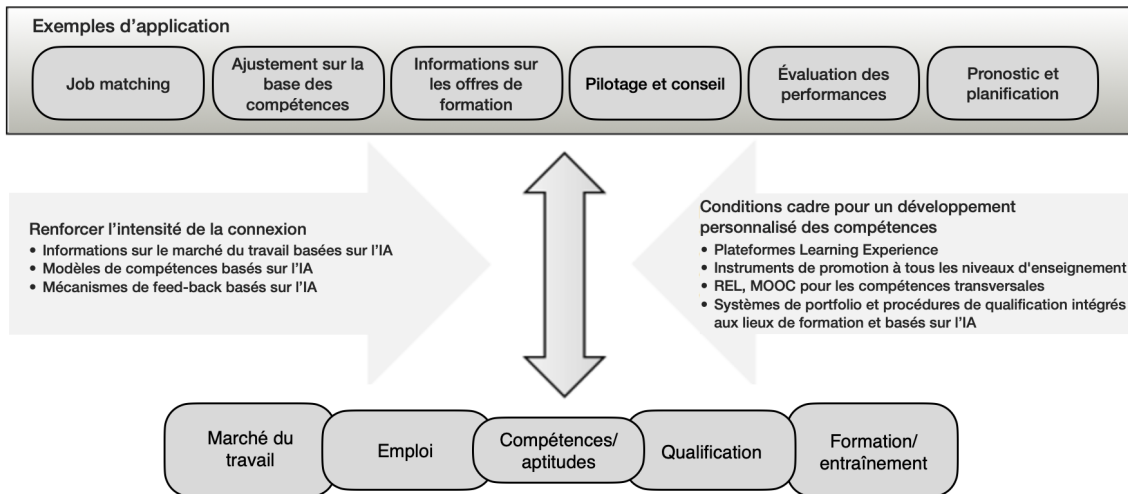 Exemples d’application
Job matching
Ajustement sur la
base des
compétences
Informations sur
les offres de
formation
Pilotage et conseil
Évaluation des
performances
Pronostic et
planification
Renforcer l’intensité de la connexion
• Informations sur le marché du travail basées sur l’IA
• Modèles de compétences basés sur l’IA
• Mécanismes de feed-back basés sur l’IA
Conditions cadre pour un développement
personnalisé des compétences
• Plateformes Learning Experience
• Instruments de promotion à tous les niveaux d'enseignement
• REL, MOOC pour les compétences transversales
• Systèmes de portfolio et procédures de qualification intégrés
aux lieux de formation et basés sur l’IA
Marché du
travail
Emploi
Compétences/
aptitudes
Qualification
Formation/
entraînement